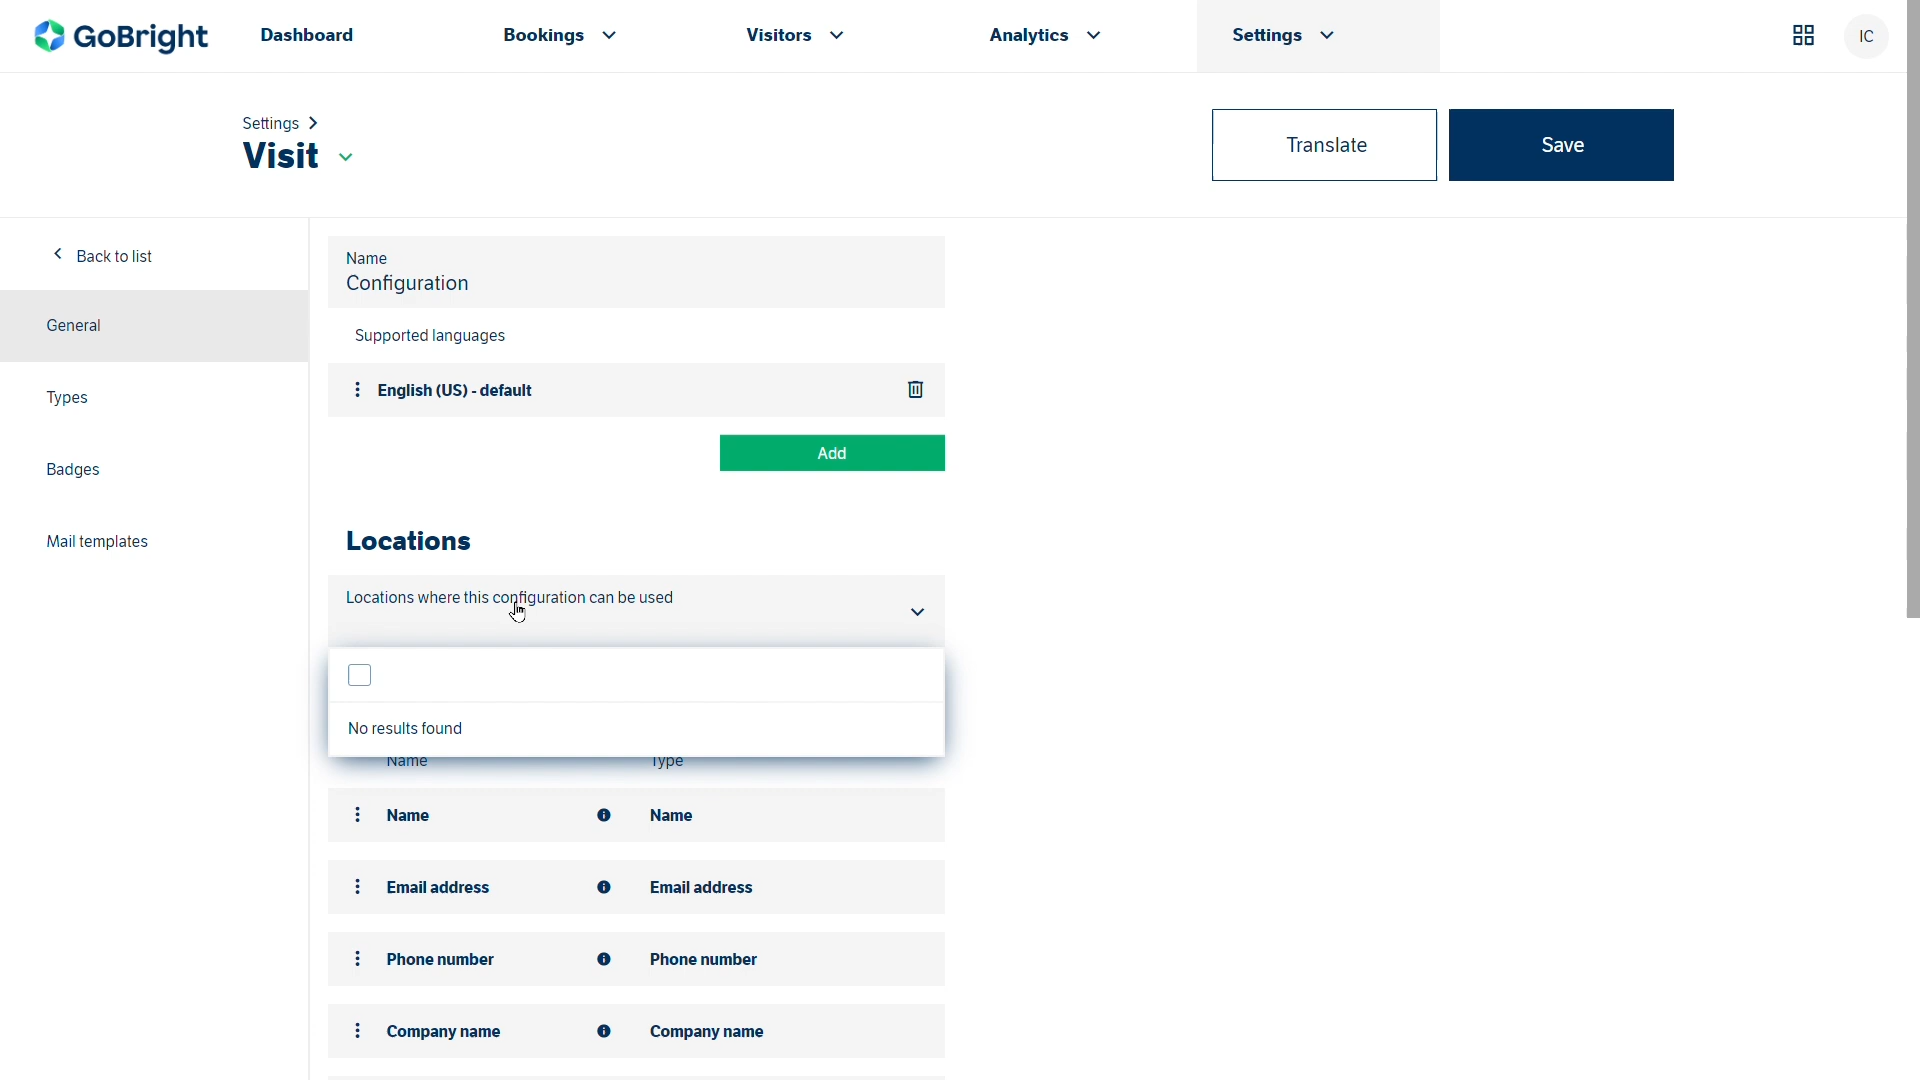 GoBright
Dashboard
Bookings
Visitors
Analytics
Settings
IC
Settings
Visit
Translate
Save
Back to list
General
Types
Badges
Mail templates
Name
Configuration
Supported languages
English (US) - default
Add
Locations
Locations where this configuration can be used
No results found
Name Type
Name Name
Email address Email address
Phone number Phone number
Company name Company name